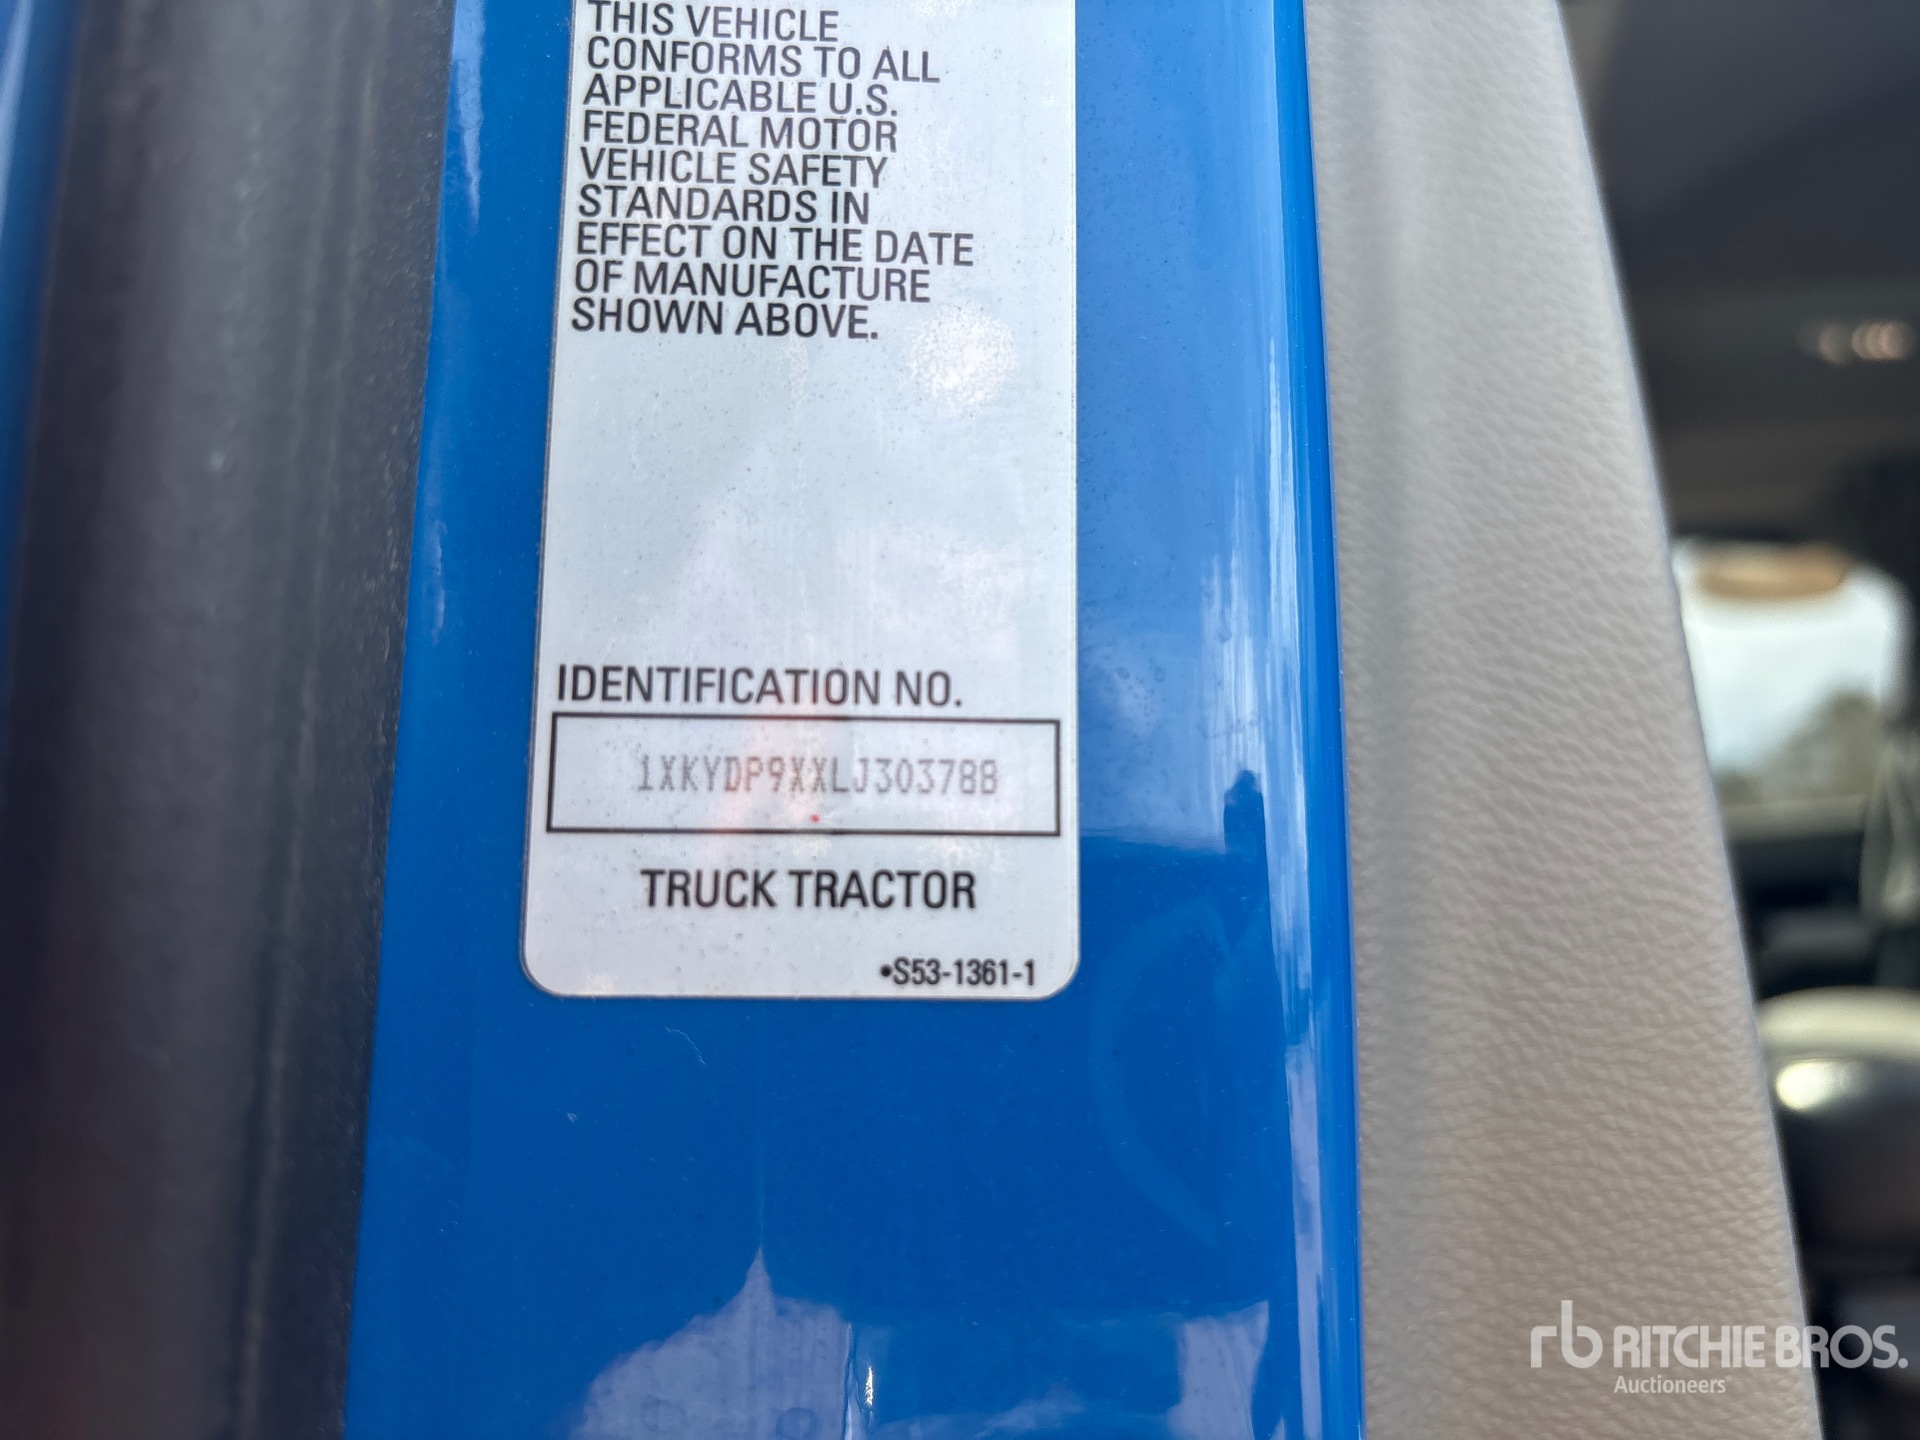 THIS VEHICLE
CONFORMS TO ALL
APPLICABLE U.S.
FEDERAL MOTOR
VEHICLE SAFETY
STANDARDS IN
EFFECT ON THE DATE
OF MANUFACTURE
SHOWN ABOVE.
IDENTIFICATION NO.
1XKYDP9XXLJ303788
TRUCK TRACTOR
•S53-1361-1
rb RITCHIE BROS.
Auctioneers